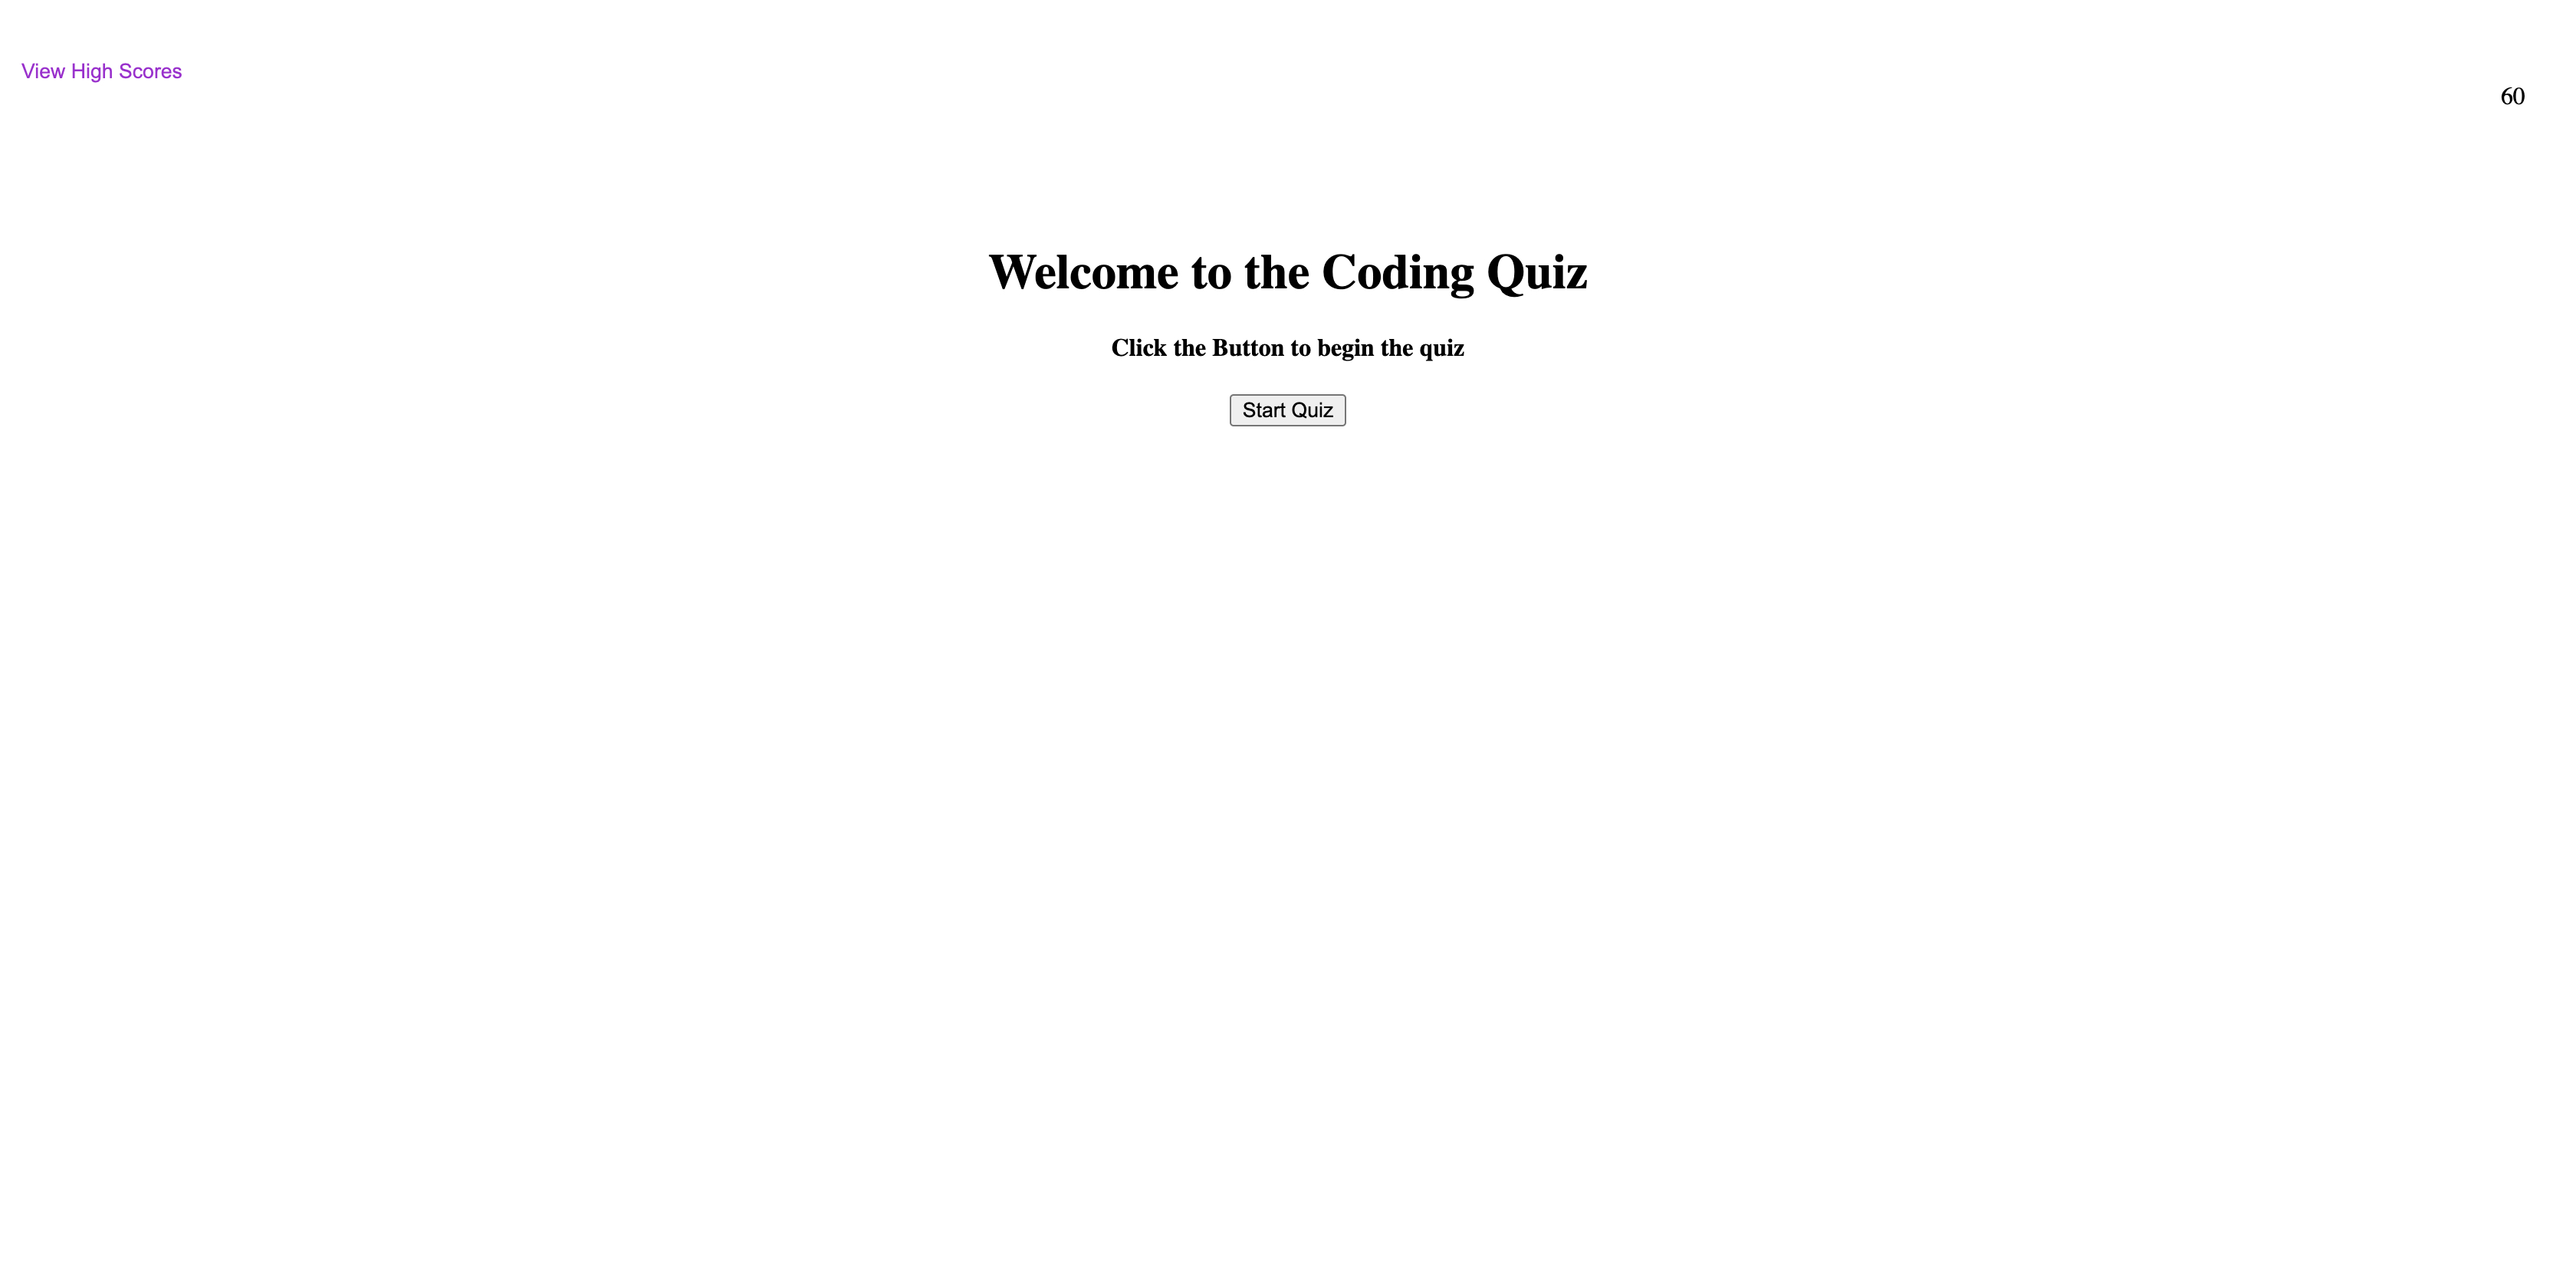 View High Scores
60
Welcome to the Coding Quiz
Click the Button to begin the quiz
Start Quiz